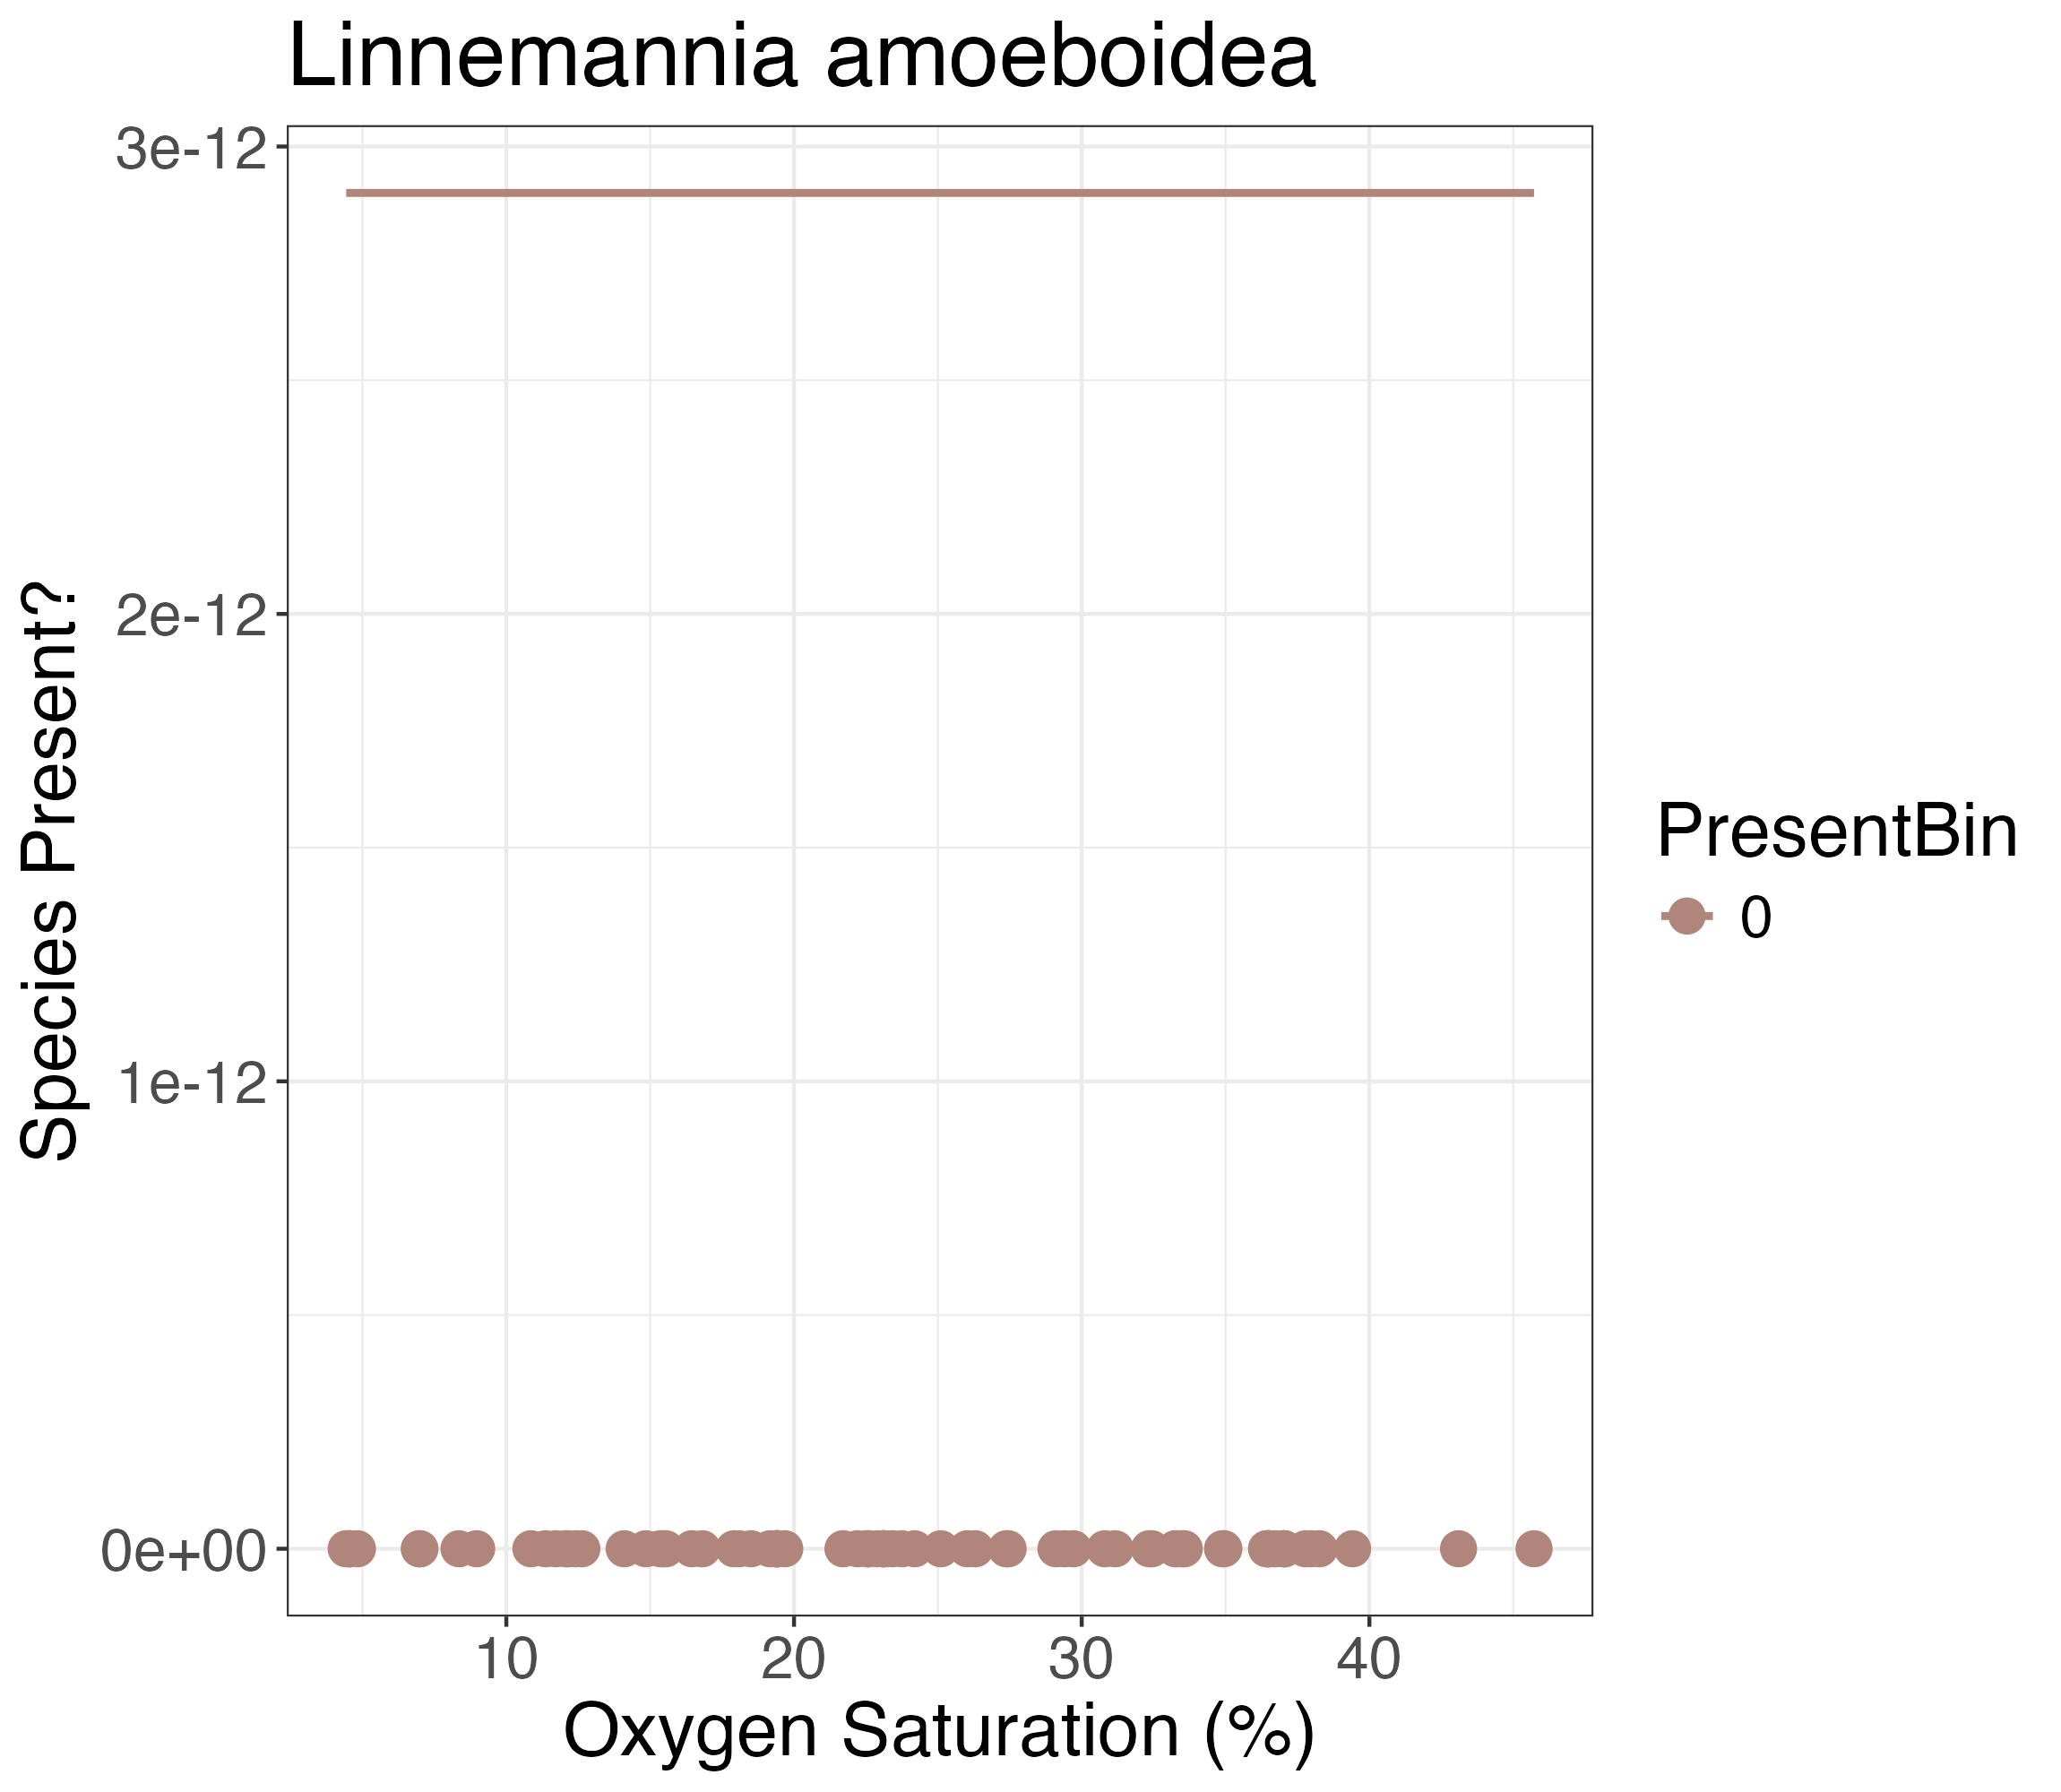 Linnemannia amoeboidea
3e-12
2e-12
1e-12
0e+00
Species Present?
10 20 30 40
Oxygen Saturation (%)
PresentBin
0